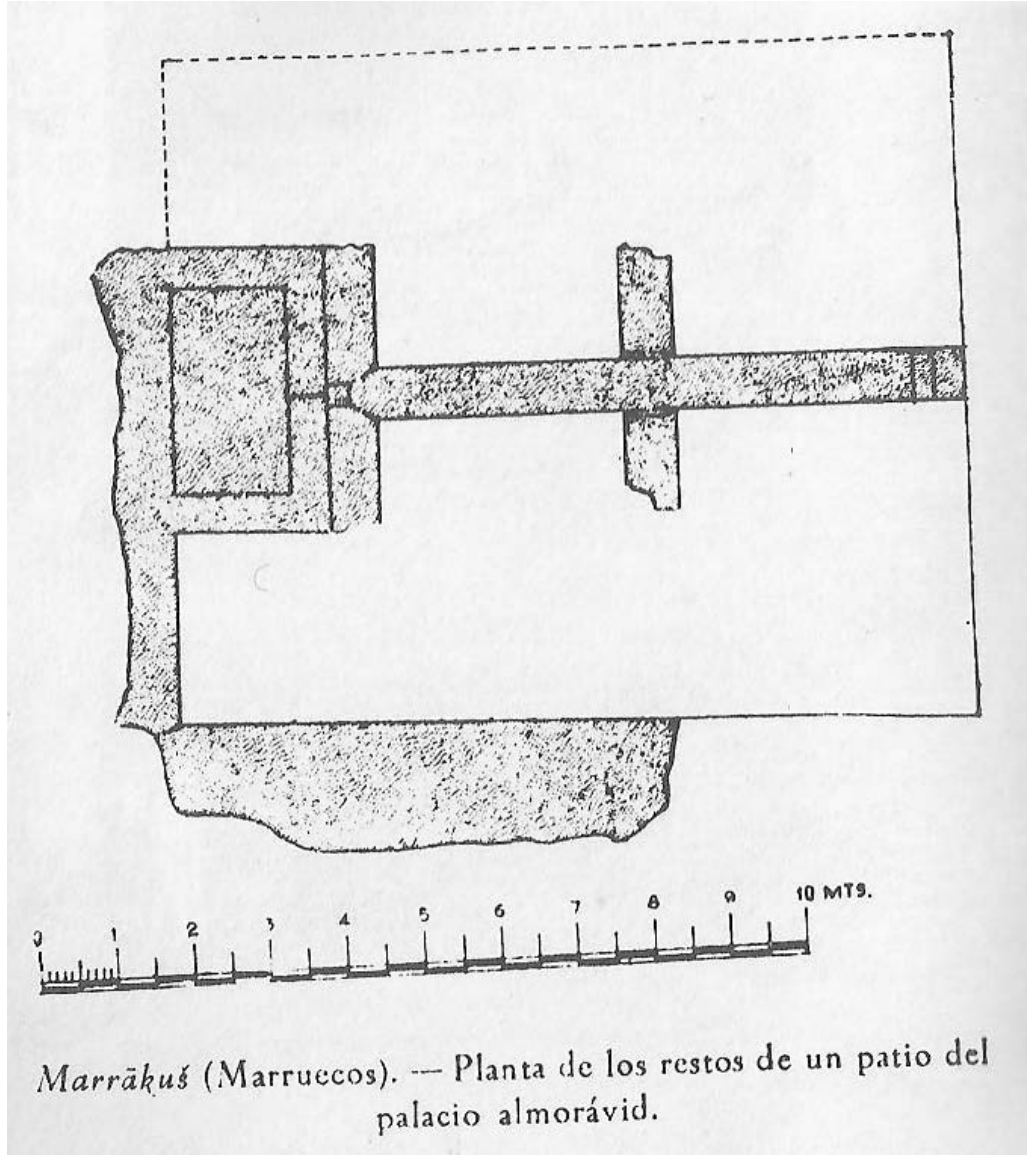 0 1 2 3 4 5 6 7 8 9 10 MTS.
Marrākuš (Marruecos). — Planta de los restos de un patio del
palacio almorávid.